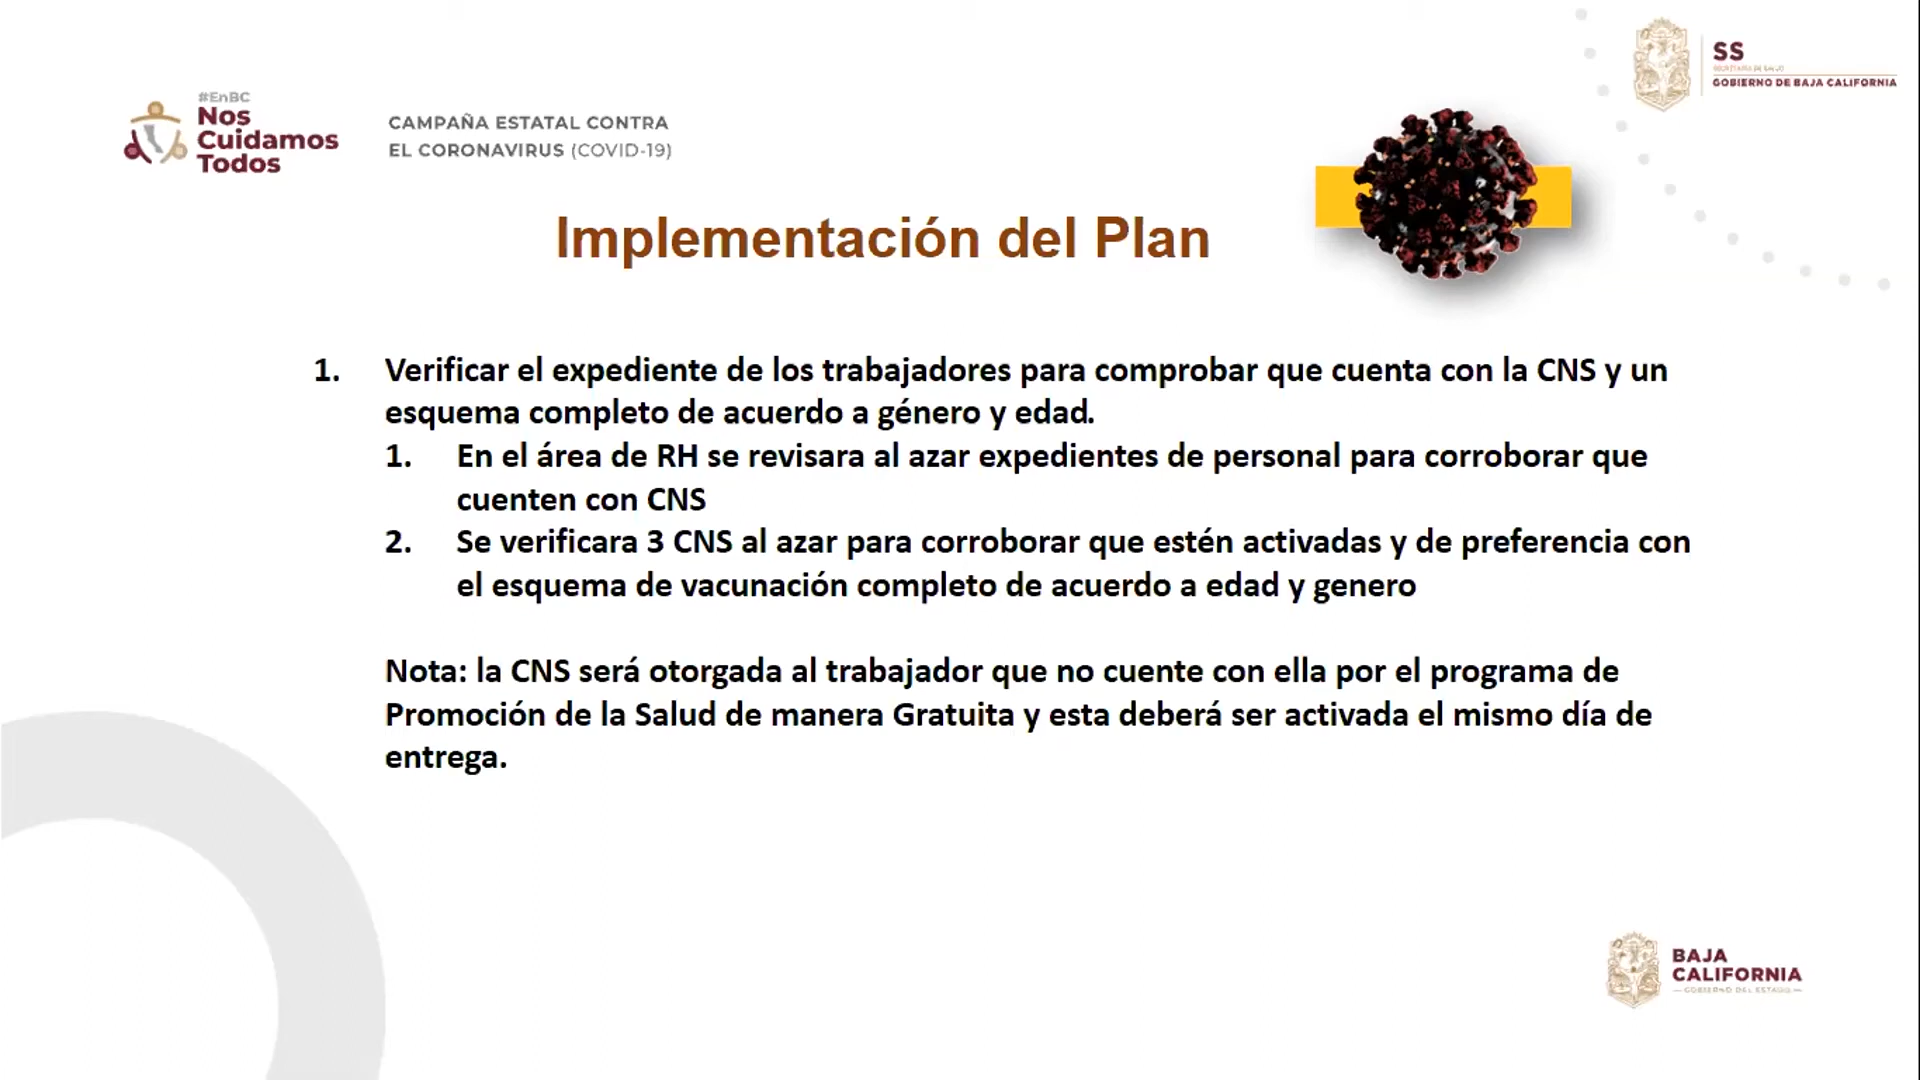 SS
SECRETARÍA DE SALUD
GOBIERNO DE BAJA CALIFORNIA
#EnBC
Nos
Cuidamos
Todos
CAMPAÑA ESTATAL CONTRA
EL CORONAVIRUS (COVID-19)
Implementación del Plan
1. Verificar el expediente de los trabajadores para comprobar que cuenta con la CNS y un
esquema completo de acuerdo a género y edad.
1. En el área de RH se revisara al azar expedientes de personal para corroborar que
cuenten con CNS
2. Se verificara 3 CNS al azar para corroborar que estén activadas y de preferencia con
el esquema de vacunación completo de acuerdo a edad y genero
Nota: la CNS será otorgada al trabajador que no cuente con ella por el programa de
Promoción de la Salud de manera Gratuita y esta deberá ser activada el mismo día de
entrega.
BAJA
CALIFORNIA
GOBIERNO DEL ESTADO